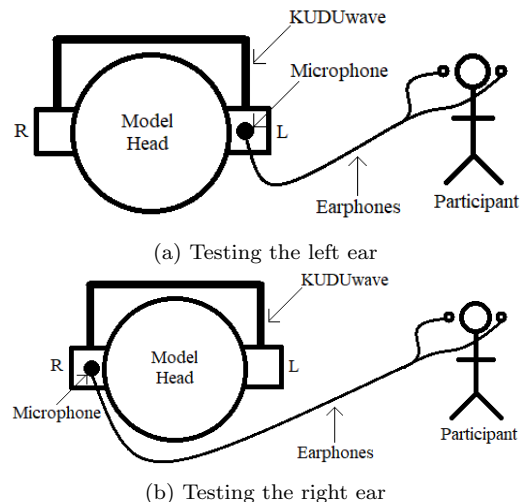 KUDUwave
Microphone
R
Model
Head
L
Earphones
Participant
(a) Testing the left ear
KUDUwave
R
Model
Head
L
Microphone
Earphones
Participant
(b) Testing the right ear